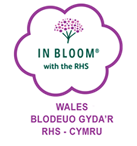 IN BLOOM®
with the RHS
WALES
BLODEUO GYDA'R
RHS - CYMRU